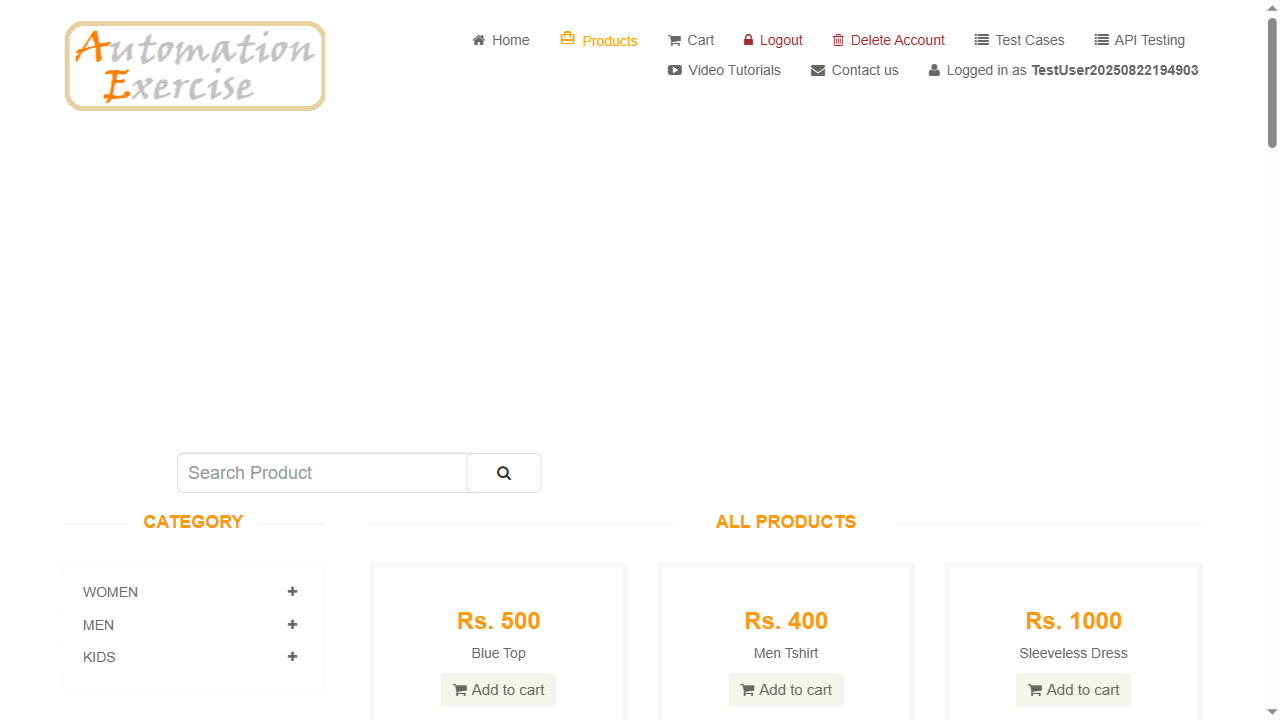 Automation
Exercise
Home
Products
Cart
Logout
Delete Account
Test Cases
API Testing
Video Tutorials
Contact us
Logged in as TestUser20250822194903
Search Product
CATEGORY
ALL PRODUCTS
WOMEN
MEN
KIDS
Rs. 500
Blue Top
Add to cart
Rs. 400
Men Tshirt
Add to cart
Rs. 1000
Sleeveless Dress
Add to cart